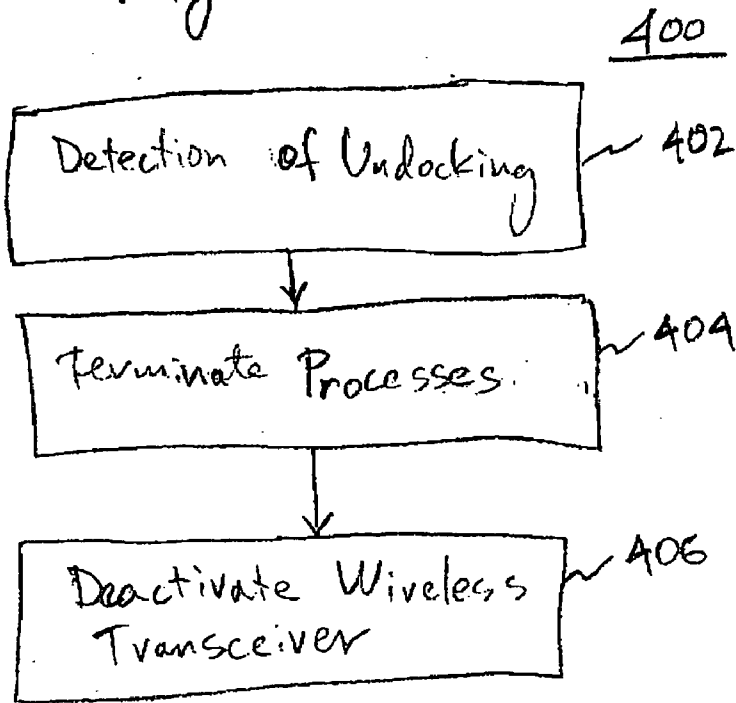 400
Detection of Undocking
402
Terminate Processes
404
Deactivate Wireless
Transceiver
406